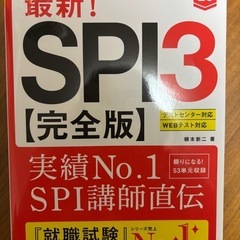 最新!
SPI3
【完全版】
テストセンター対応
WEBテスト対応
柳本新二 著
実績No.1
SPI講師直伝
頼りになる!
53単元収録
『就職試験』
シリーズ売上
No.1